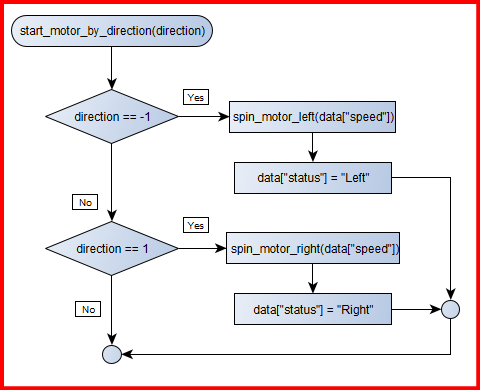 start_motor_by_direction(direction)
direction == -1
Yes
spin_motor_left(data["speed"])
data["status"] = "Left"
No
direction == 1
Yes
spin_motor_right(data["speed"])
data["status"] = "Right"
No